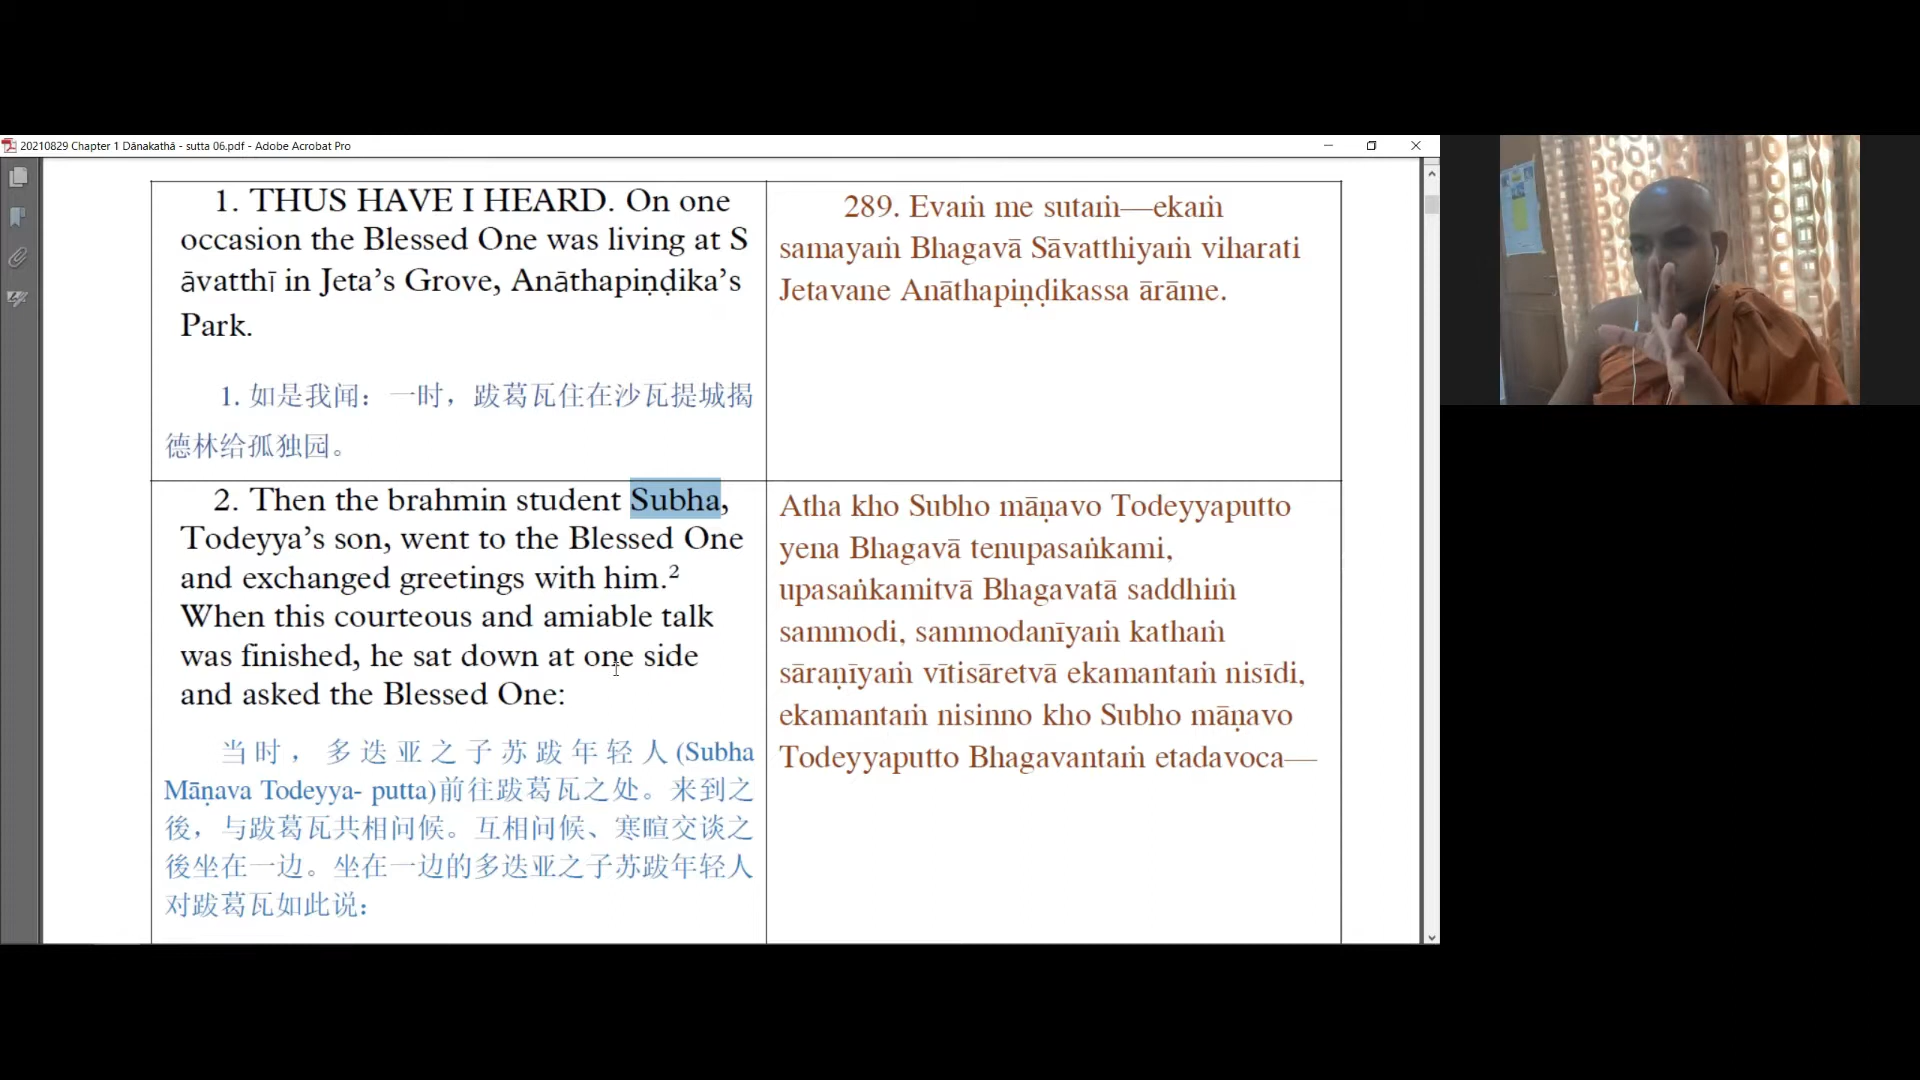 20210829 Chapter 1 Dānakathā - sutta 06.pdf - Adobe Acrobat Pro
1. THUS HAVE I HEARD. On one
occasion the Blessed One was living at S
āvatthī in Jeta’s Grove, Anāthapiṇḍika’s
Park.
1. 如是我闻：一时，跋葛瓦住在沙瓦提城揭
德林给孤独园。
289. Evaṁ me sutaṁ—ekaṁ
samayaṁ Bhagavā Sāvatthiyaṁ viharati
Jetavane Anāthapiṇḍikassa ārāme.
2. Then the brahmin student Subha,
Todeyya’s son, went to the Blessed One
and exchanged greetings with him.²
When this courteous and amiable talk
was finished, he sat down at one side
and asked the Blessed One:
当时，多迭亚之子苏跋年轻人(Subha
Māṇava Todeyya- putta)前往跋葛瓦之处。来到之
後，与跋葛瓦共相问候。互相问候、寒暄交谈之
後坐在一边。坐在一边的多迭亚之子苏跋年轻人
对跋葛瓦如此说：
Atha kho Subho māṇavo Todeyyaputto
yena Bhagavā tenupasaṅkami,
upasaṅkamitvā Bhagavatā saddhiṁ
sammodi, sammodanīyaṁ kathaṁ
sāraṇīyaṁ vītisāretvā ekamantaṁ nisīdi,
ekamantaṁ nisinno kho Subho māṇavo
Todeyyaputto Bhagavantaṁ etadavoca—